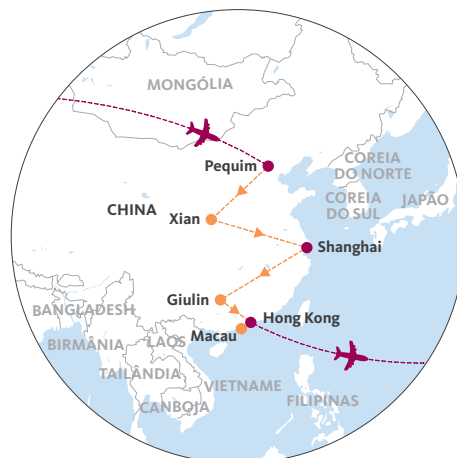 MONGÓLIA
Pequim
COREIA
DO NORTE
COREIA
DO SUL
JAPÃO
CHINA
Xian
Shanghai
Giulin
BANGLADESH
Hong Kong
Macau
BIRMÂNIA
LAOS
TAILÂNDIA
VIETNAME
CANBOJA
FILIPINAS